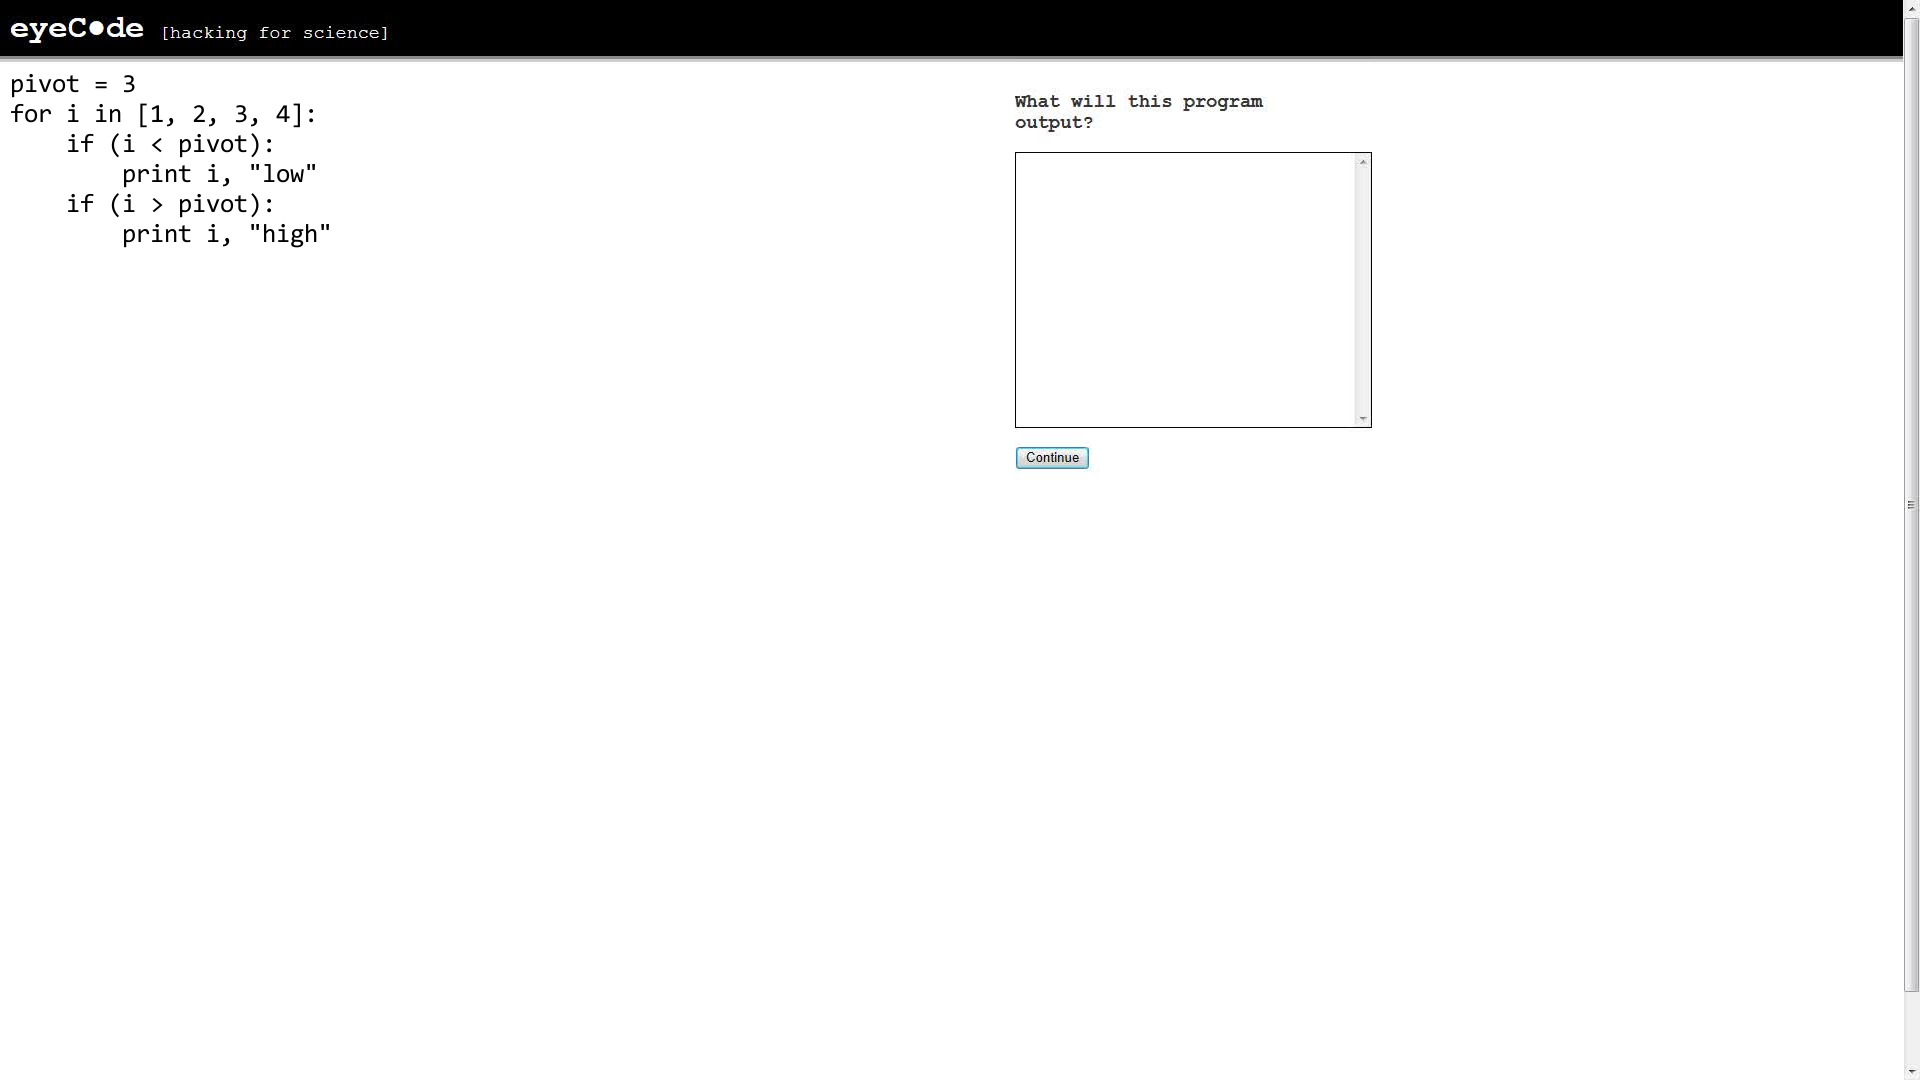 eyeC●de [hacking for science]
pivot = 3
for i in [1, 2, 3, 4]:
    if (i < pivot):
        print i, "low"
    if (i > pivot):
        print i, "high"
What will this program
output?
Continue